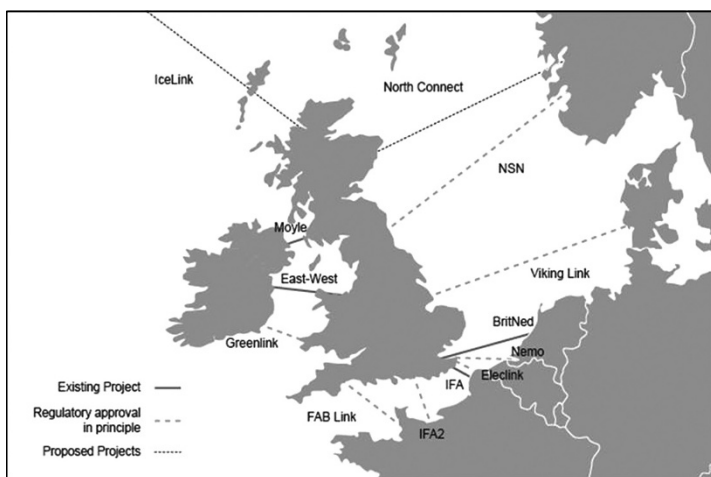 IceLink
North Connect
NSN
Moyle
East-West
Viking Link
BritNed
Greenlink
Nemo
IFA
Eleclink
FAB Link
IFA2
Existing Project
Regulatory approval
in principle
Proposed Projects